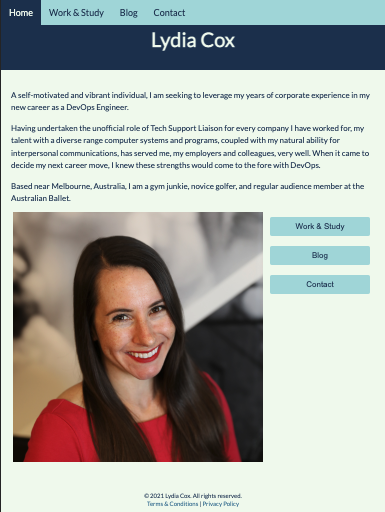 Home Work & Study Blog Contact
Lydia Cox
A self-motivated and vibrant individual, I am seeking to leverage my years of corporate experience in my
new career as a DevOps Engineer.
Having undertaken the unofficial role of Tech Support Liaison for every company I have worked for, my
talent with a diverse range computer systems and programs, coupled with my natural ability for
interpersonal communications, has served me, my employers and colleagues, very well. When it came to
decide my next career move, I knew these strengths would come to the fore with DevOps.
Based near Melbourne, Australia, I am a gym junkie, novice golfer, and regular audience member at the
Australian Ballet.
Work & Study
Blog
Contact
© 2021 Lydia Cox. All rights reserved.
Terms & Conditions | Privacy Policy